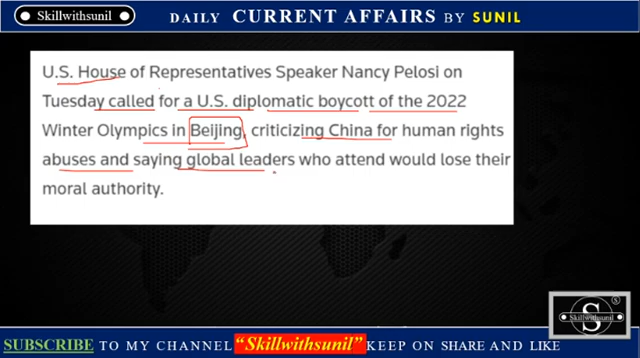 Skillwithsunil
DAILY CURRENT AFFAIRS BY SUNIL
U.S. House of Representatives Speaker Nancy Pelosi on
Tuesday called for a U.S. diplomatic boycott of the 2022
Winter Olympics in Beijing, criticizing China for human rights
abuses and saying global leaders who attend would lose their
moral authority.
S
Skillwithsunil
SUBSCRIBE TO MY CHANNEL "Skillwithsunil" KEEP ON SHARE AND LIKE